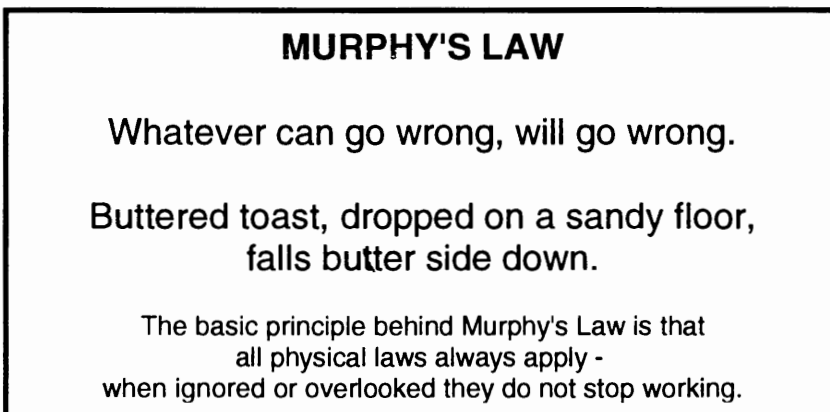 MURPHY'S LAW
Whatever can go wrong, will go wrong.
Buttered toast, dropped on a sandy floor,
falls butter side down.
The basic principle behind Murphy's Law is that
all physical laws always apply -
when ignored or overlooked they do not stop working.